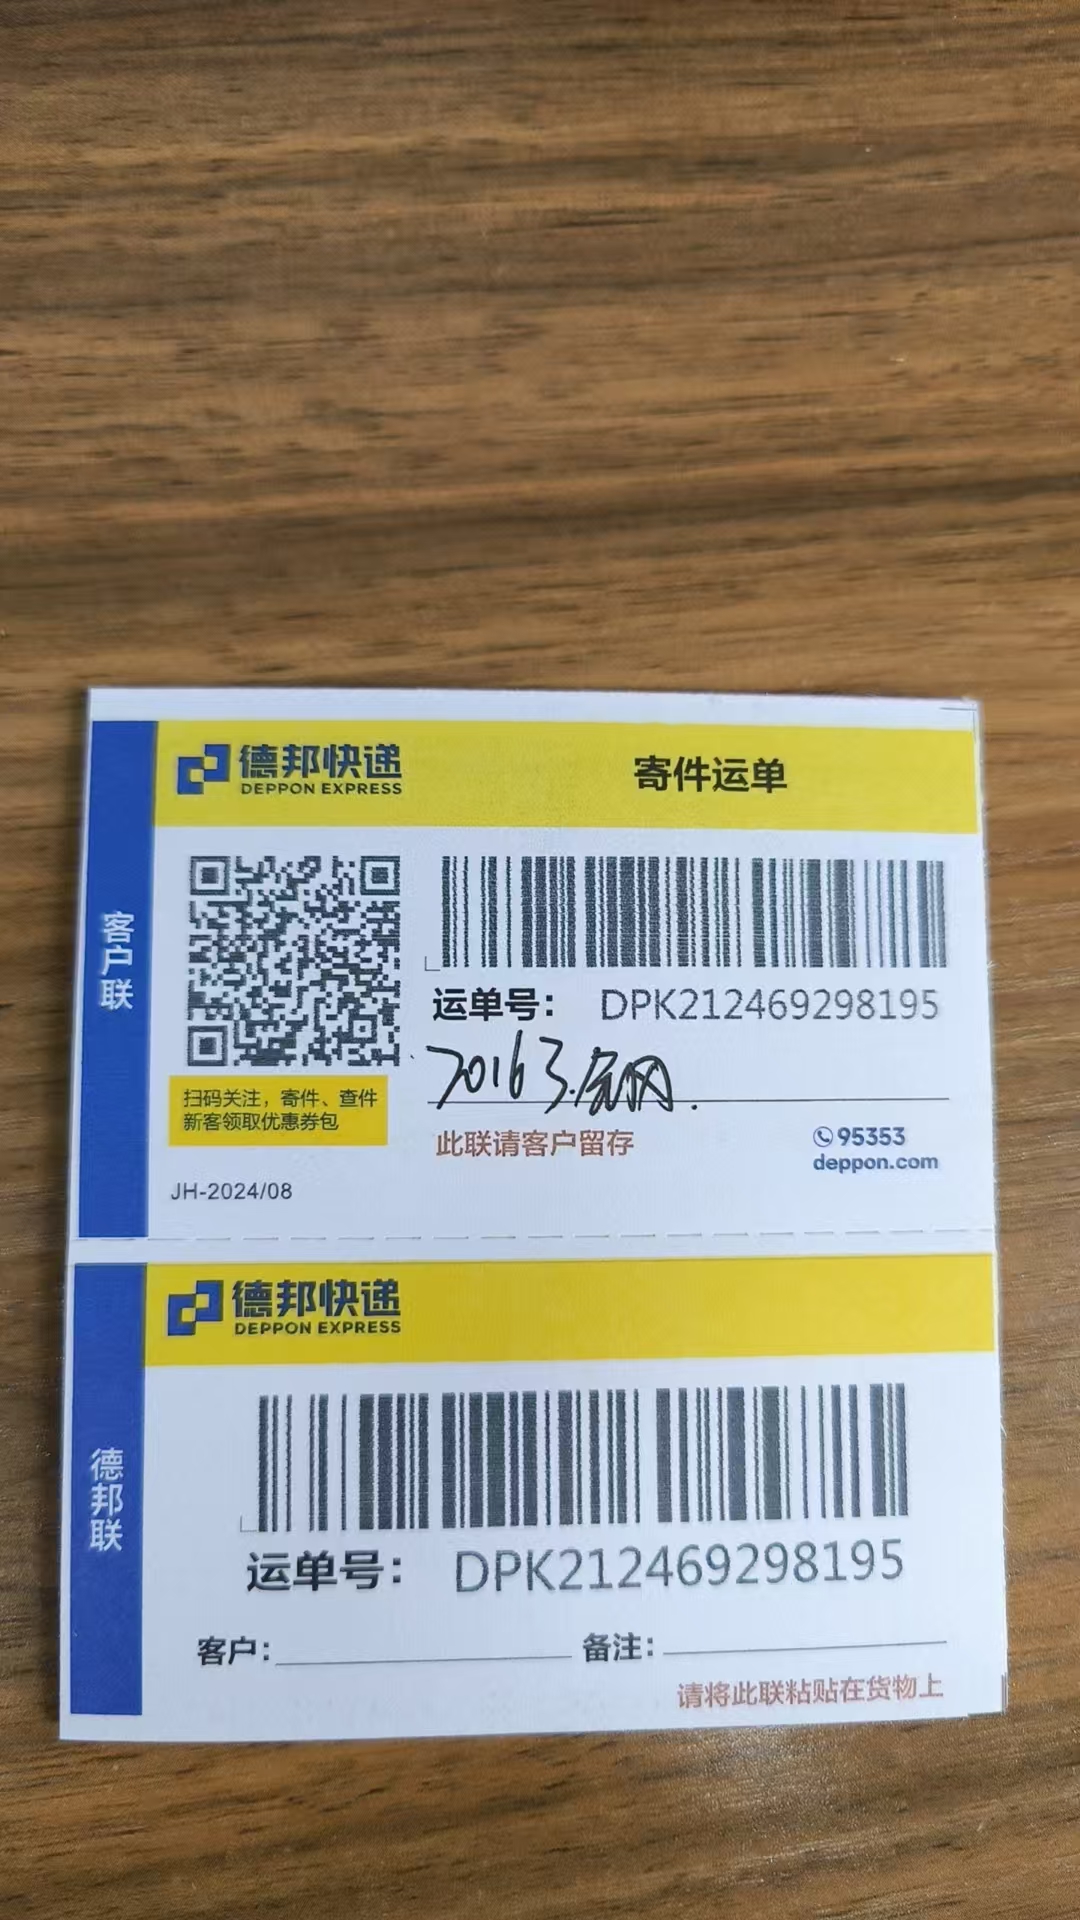 德邦快递
DEPPON EXPRESS
寄件运单
客户联
运单号： DPK212469298195
70163.
扫码关注，寄件、查件
新客领取优惠券包
此联请客户留存
95353
deppon.com
JH-2024/08
德邦快递
DEPPON EXPRESS
德邦联
运单号： DPK212469298195
客户：
备注：
请将此联粘贴在货物上